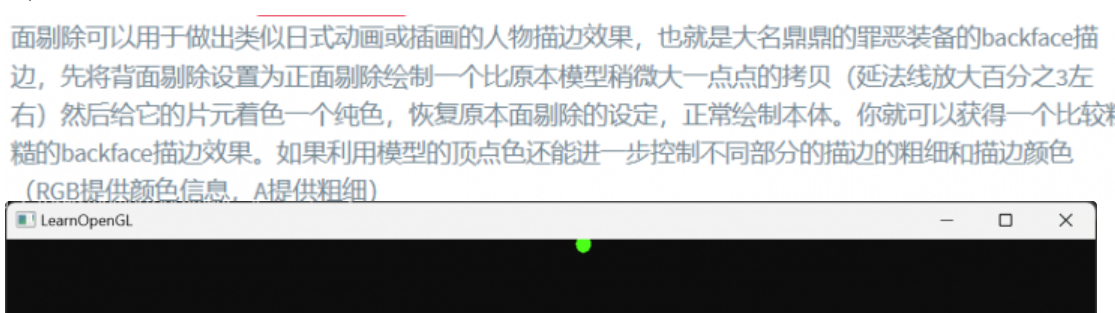 面剔除可以用于做出类似日式动画或插画的人物描边效果，也就是大名鼎鼎的罪恶装备的backface描
边，先将背面剔除设置为正面剔除绘制一个比原本模型稍微大一点点的拷贝（延法线放大百分之3左
右）然后给它的片元着色一个纯色，恢复原本面剔除的设定，正常绘制本体。你就可以获得一个比较粗
糙的backface描边效果。如果利用模型的顶点色还能进一步控制不同部分的描边的粗细和描边颜色
（RGB提供颜色信息，A提供粗细）
LearnOpenGL